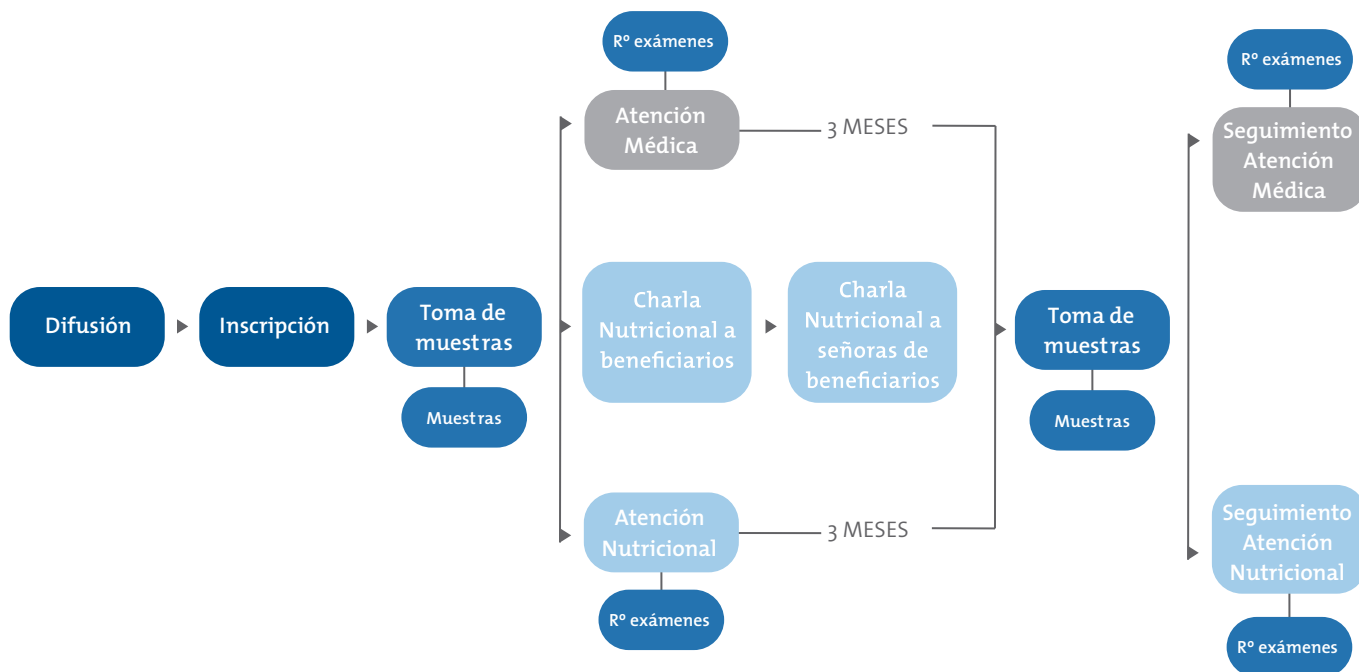 Difusión
Inscripción
Toma de
muestras
Muestras
Rº exámenes
Atención
Médica
3 MESES
Charla
Nutricional a
beneficiarios
Charla
Nutricional a
señoras de
beneficiarios
Atención
Nutricional
3 MESES
Rº exámenes
Toma de
muestras
Muestras
Rº exámenes
Seguimiento
Atención
Médica
Seguimiento
Atención
Nutricional
Rº exámenes